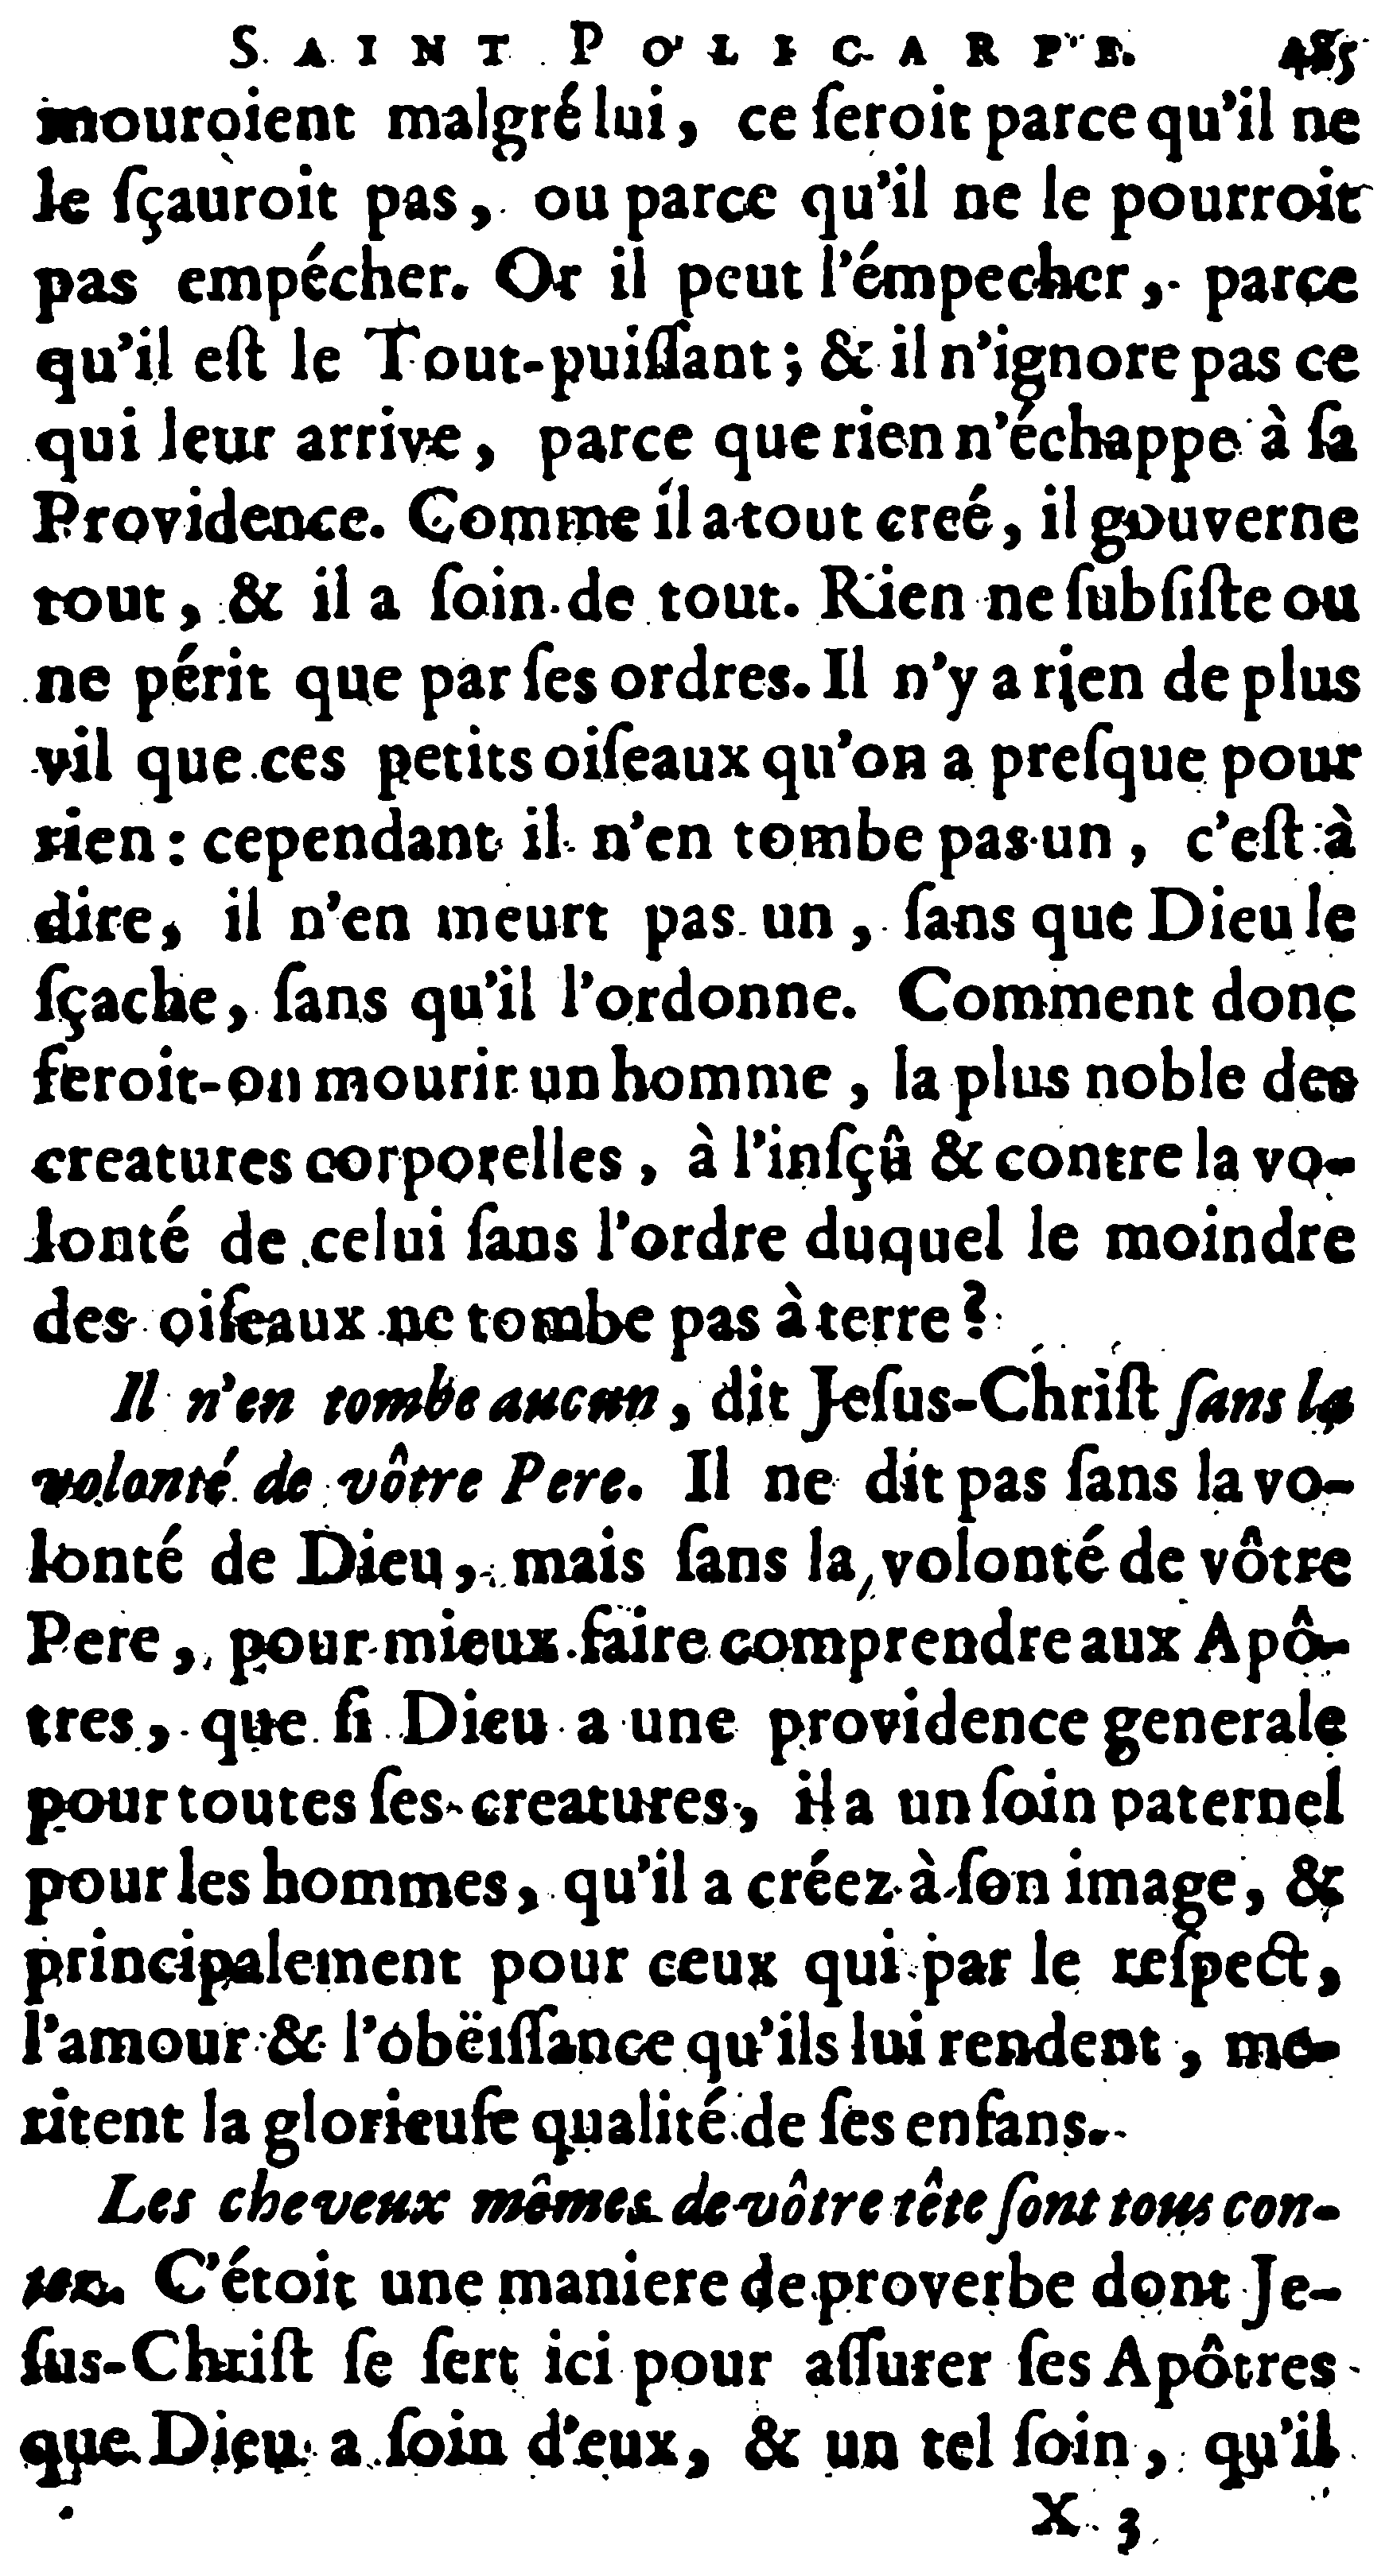 SAINT POLICARPE. 485
mouroient malgré lui, ce ſeroit parce qu'il ne
le ſçauroit pas, ou parce qu'il ne le pourroit
pas empécher. Or il peut l'émpecher, parce
qu'il eſt le Tout-puiſſant; & il n'ignore pas ce
qui leur arrive, parce que rien n'échappe à ſa
Providence. Comme il a tout creé, il gouverne
tout, & il a ſoin de tout. Rien ne ſubſiſte ou
ne périt que par ſes ordres. Il n'y a rien de plus
vil que ces petits oiſeaux qu'on a preſque pour
rien: cependant il n'en tombe pas un, c'eſt à
dire, il n'en meurt pas un, ſans que Dieu le
ſçache, ſans qu'il l'ordonne. Comment donc
feroit-on mourir un homme, la plus noble des
creatures corporelles, à l'inſçû & contre la vo-
lonté de celui ſans l'ordre duquel le moindre
des oiſeaux ne tombe pas à terre?
Il n'en tombe aucun, dit Jeſus-Chriſt ſans la
volonté de vôtre Pere. Il ne dit pas ſans la vo-
lonté de Dieu, mais ſans la volonté de vôtre
Pere, pour mieux faire comprendre aux Apô-
tres, que ſi Dieu a une providence generale
pour toutes ſes creatures, il a un ſoin paternel
pour les hommes, qu'il a créez à ſon image, &
principalement pour ceux qui par le reſpect,
l'amour & l'obëiſſance qu'ils lui rendent, me-
ritent la glorieuſe qualité de ſes enfans.
Les cheveux mêmes de vôtre tête ſont tous con-
tez. C'étoit une maniere de proverbe dont Je-
ſus-Chriſt ſe ſert ici pour aſſurer ſes Apôtres
que Dieu a ſoin d'eux, & un tel ſoin, qu'il
X 3